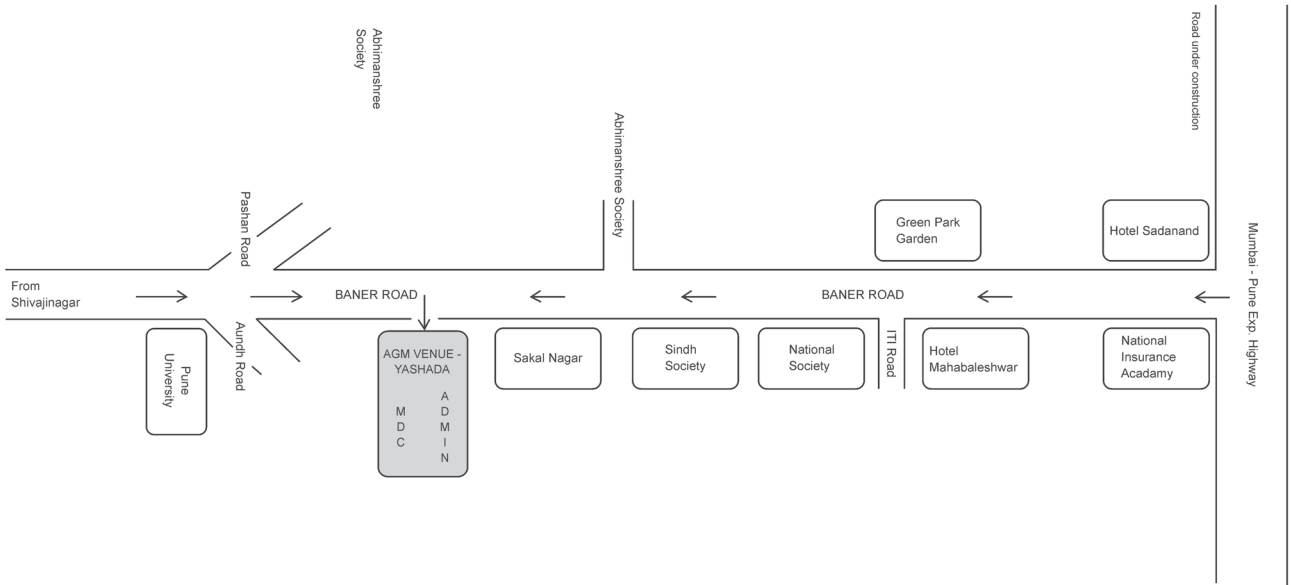 Abhimanshree
Society
Road under construction
Abhimanshree Society
Pashan Road
Green Park
Garden
Hotel Sadanand
Mumbai - Pune Exp. Highway
From
Shivajinagar
BANER ROAD
BANER ROAD
Aundh Road
Pune
University
AGM VENUE -
YASHADA
MDC
ADMIN
Sakal Nagar
Sindh
Society
National
Society
ITI Road
Hotel
Mahabaleshwar
National
Insurance
Acadamy